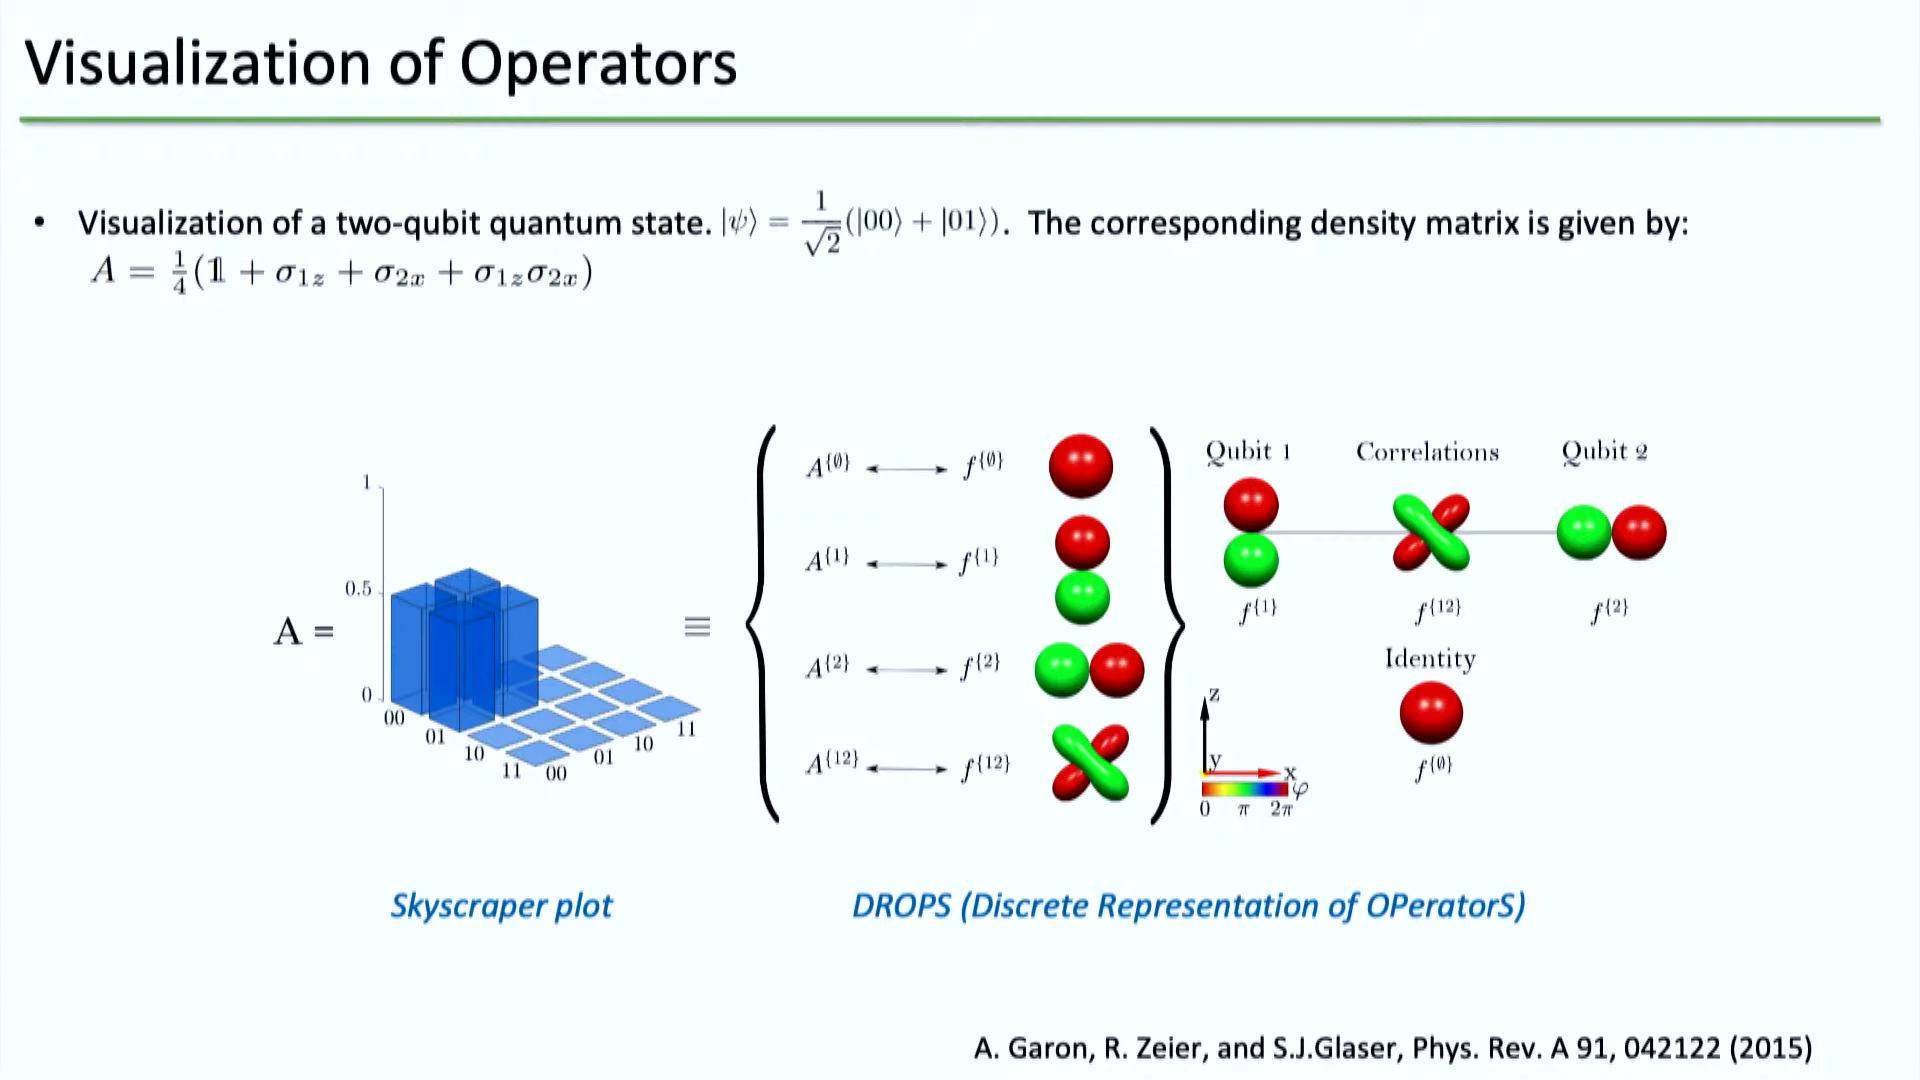 Visualization of Operators
• Visualization of a two-qubit quantum state. |ψ⟩ = 1/√2 (|00⟩ + |01⟩). The corresponding density matrix is given by:
A = 1/4 (𝟙 + σ1z + σ2x + σ1zσ2x)
A =
1
0.5
0
00
01
10
11
00
01
10
11
≡
A{∅} ⟷ f{∅}
A{1} ⟷ f{1}
A{2} ⟷ f{2}
A{12} ⟷ f{12}
Qubit 1 Correlations Qubit 2
f{1} f{12} f{2}
Identity
f{∅}
z
y
x
φ
0 π 2π
Skyscraper plot
DROPS (Discrete Representation of OPeratorS)
A. Garon, R. Zeier, and S.J.Glaser, Phys. Rev. A 91, 042122 (2015)